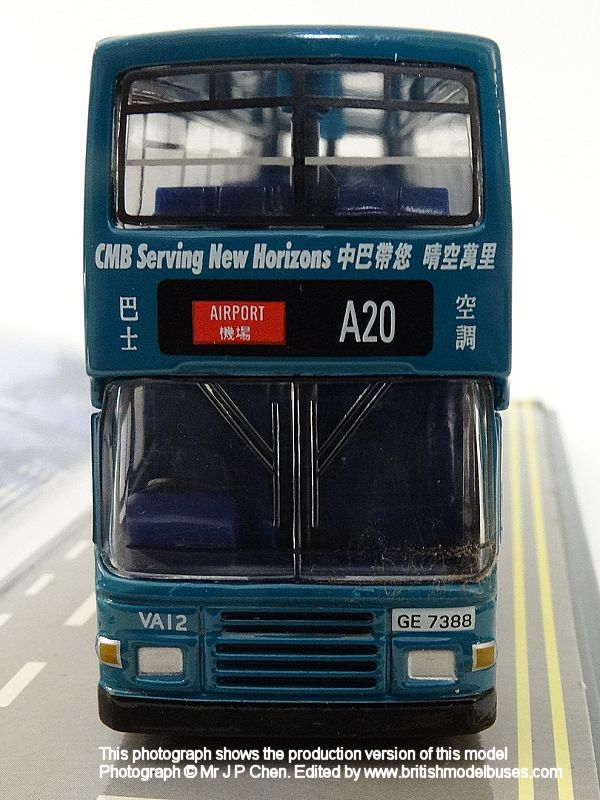 CMB Serving New Horizons 中巴帶您 晴空萬里
巴士
AIRPORT
機場
A20
空調
VA12
GE 7388
This photograph shows the production version of this model
Photograph © Mr J P Chen. Edited by www.britishmodelbuses.com